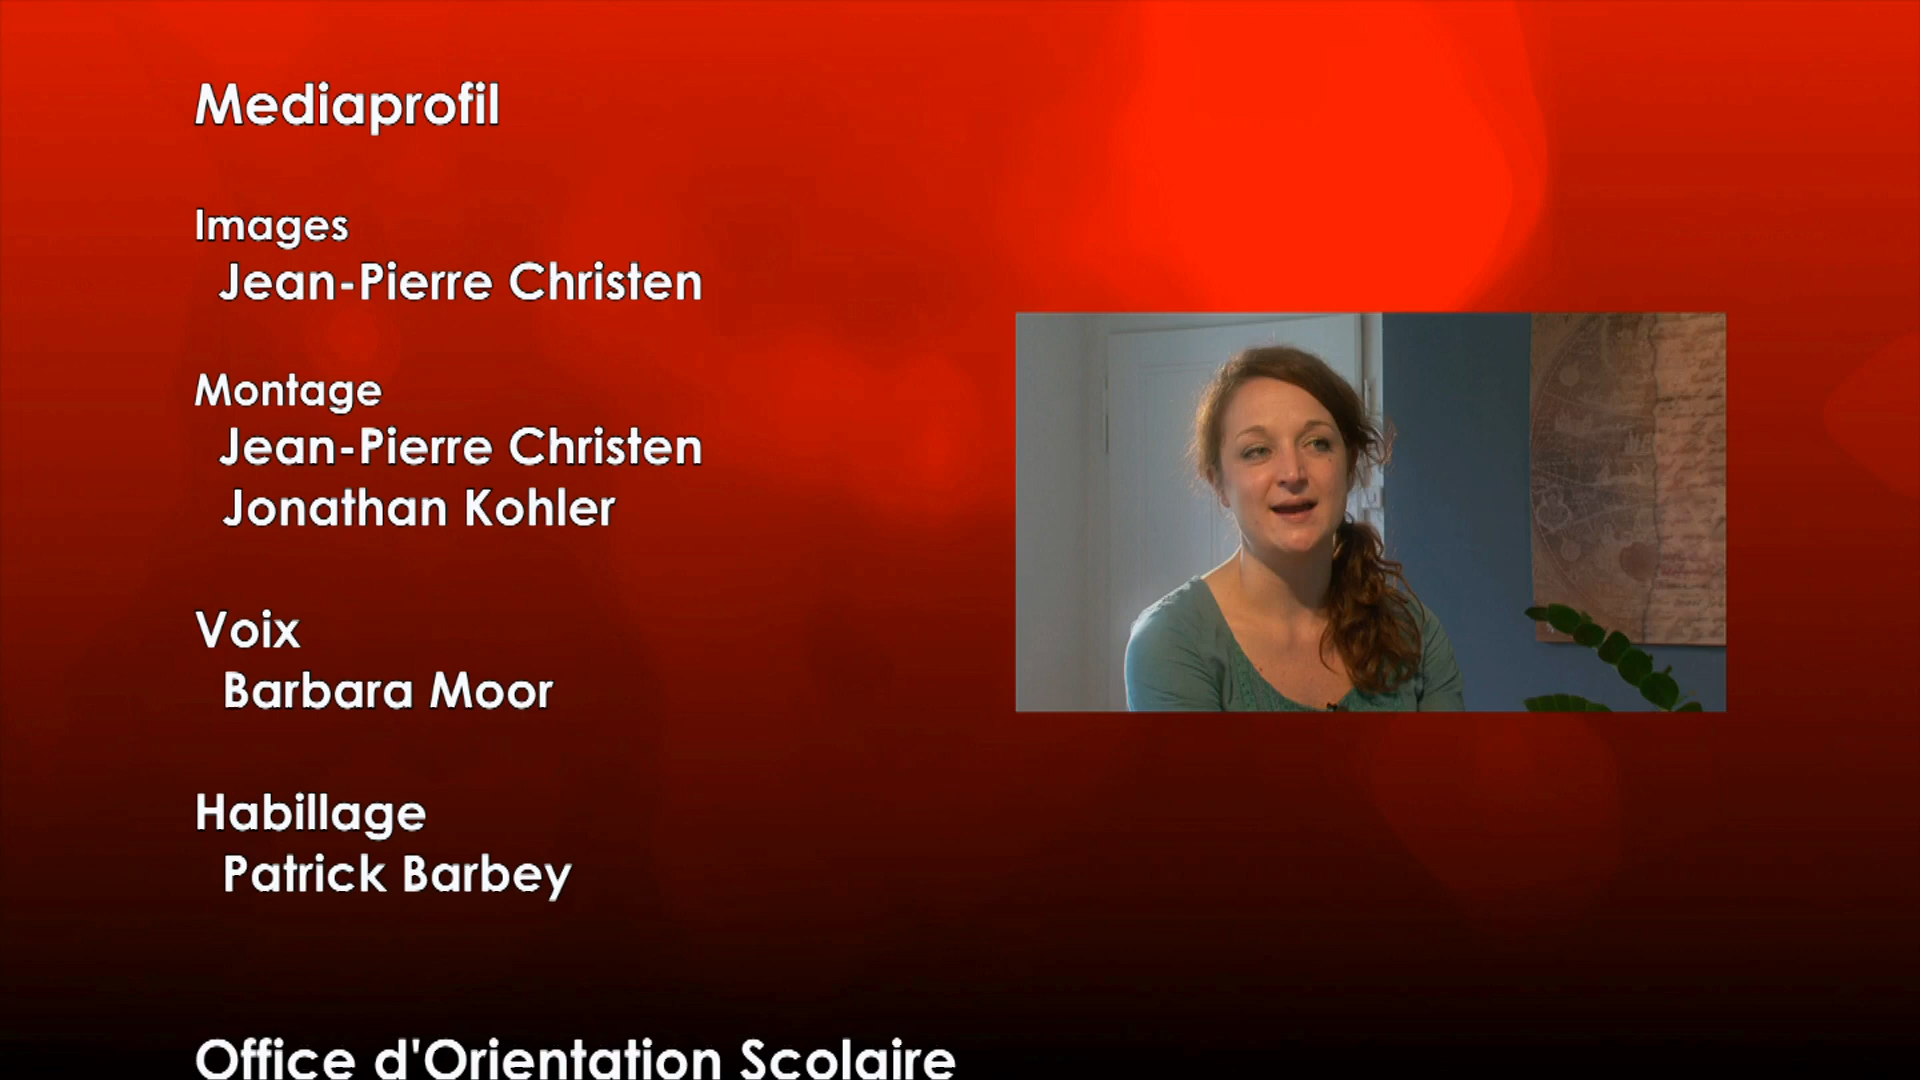 Mediaprofil
Images
Jean-Pierre Christen
Montage
Jean-Pierre Christen
Jonathan Kohler
Voix
Barbara Moor
Habillage
Patrick Barbey
Office d'Orientation Scolaire